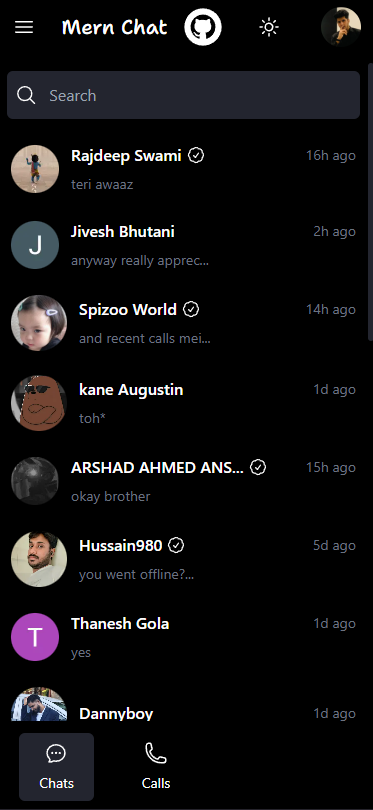 Mern Chat
Search
Rajdeep Swami
16h ago
teri awaaz
J
Jivesh Bhutani
2h ago
anyway really apprec...
Spizoo World
14h ago
and recent calls mei...
kane Augustin
1d ago
toh*
ARSHAD AHMED ANS...
15h ago
okay brother
Hussain980
5d ago
you went offline?...
T
Thanesh Gola
1d ago
yes
Dannyboy
1d ago
Chats
Calls